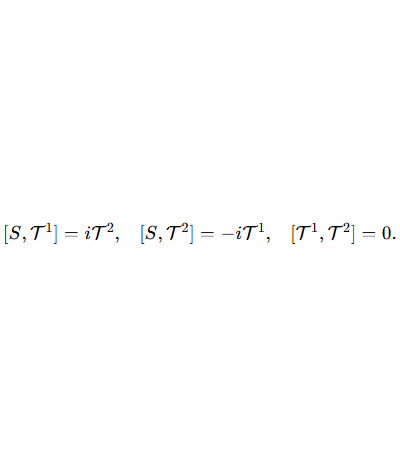 [S, 𝒯¹] = i𝒯², [S, 𝒯²] = −i𝒯¹, [𝒯¹, 𝒯²] = 0.